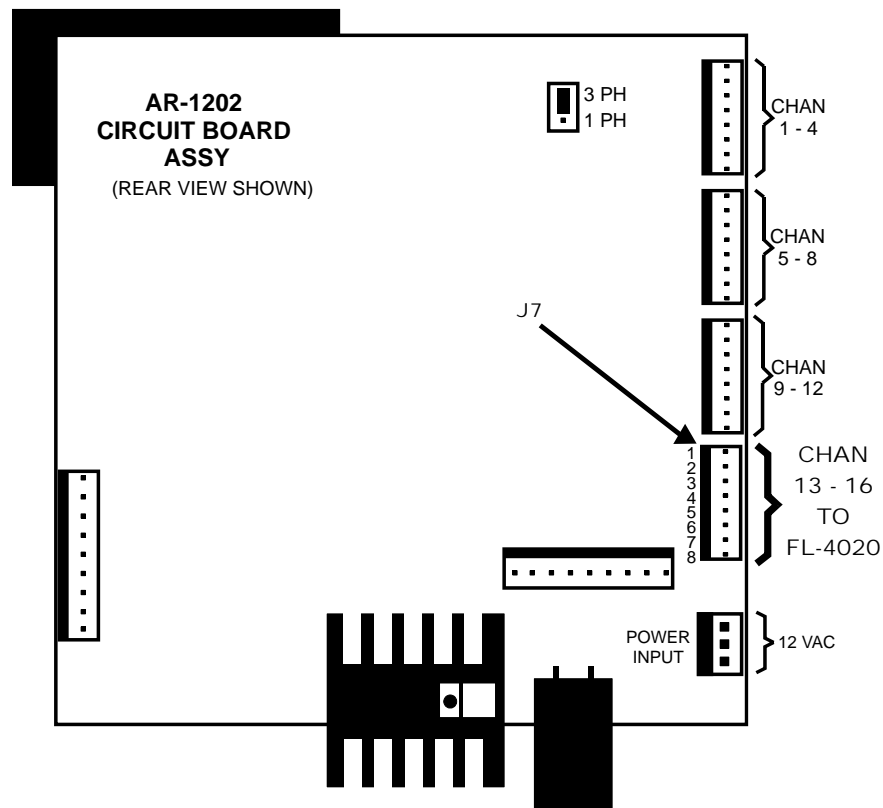 AR-1202
CIRCUIT BOARD
ASSY
(REAR VIEW SHOWN)
3 PH
1 PH
CHAN
1 - 4
CHAN
5 - 8
J7
CHAN
9 - 12
1
2
3
4
5
6
7
8
CHAN
13 - 16
TO
FL-4020
POWER
INPUT
12 VAC